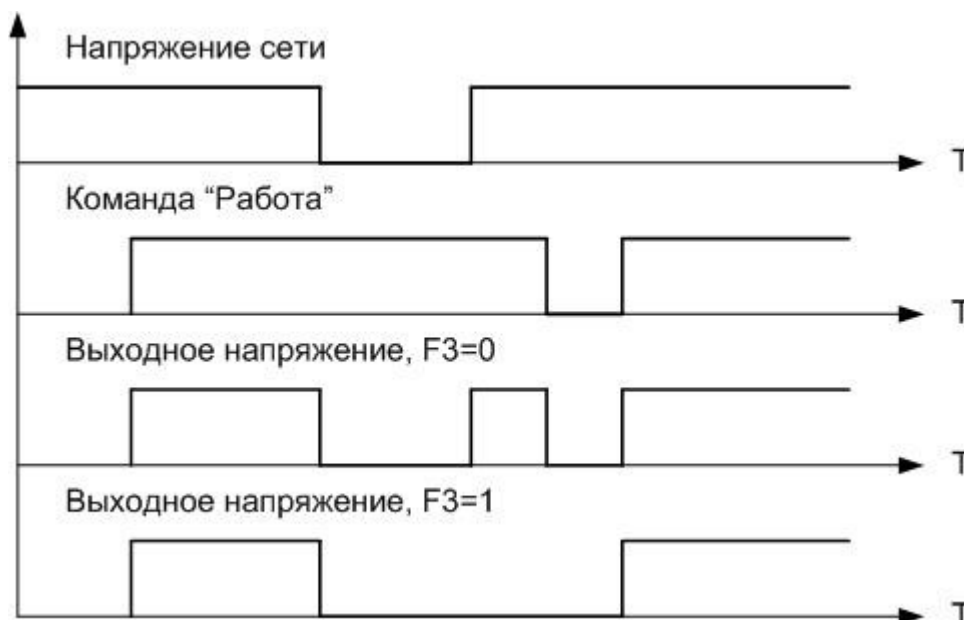 Напряжение сети
T
Команда “Работа”
T
Выходное напряжение, F3=0
T
Выходное напряжение, F3=1
T